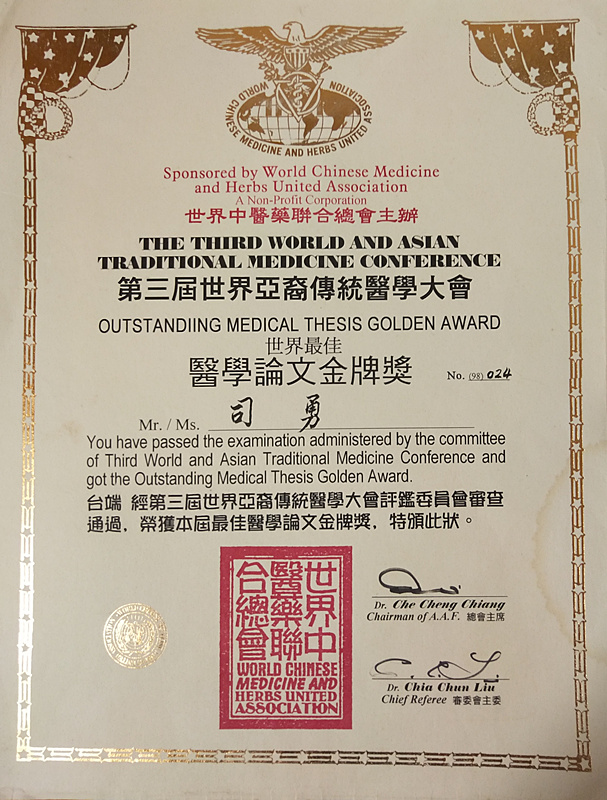 WORLD CHINESE MEDICINE AND HERBS UNITED ASSOCIATION
Sponsored by World Chinese Medicine
and Herbs United Association
A Non-Profit Corporation
世界中醫藥聯合總會主辦
THE THIRD WORLD AND ASIAN
TRADITIONAL MEDICINE CONFERENCE
第三屆世界亞裔傳統醫學大會
OUTSTANDIING MEDICAL THESIS GOLDEN AWARD
世界最佳
醫學論文金牌獎
No. (98) 024
Mr. / Ms. 司 勇
You have passed the examination administered by the committee
of Third World and Asian Traditional Medicine Conference and
got the Outstanding Medical Thesis Golden Award.
台端 經第三屆世界亞裔傳統醫學大會評鑑委員會審查
通過,榮獲本屆最佳醫學論文金牌獎,特頒此狀。
世界中
醫藥聯
合總會
WORLD CHINESE
MEDICINE AND
HERBS UNITED
ASSOCIATION
Dr. Che Cheng Chiang
Chairman of A.A.F. 總會主席
Dr. Chia Chun Liu
Chief Referee 審委會主委